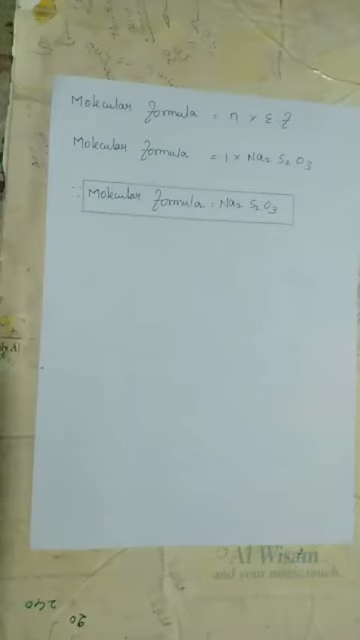 Molecular formula = n × E f
Molecular formula = 1 × Na2 S2 O3
∴ Molecular formula = Na2 S2 O3
Al Wisam
and your magic touch
240
20